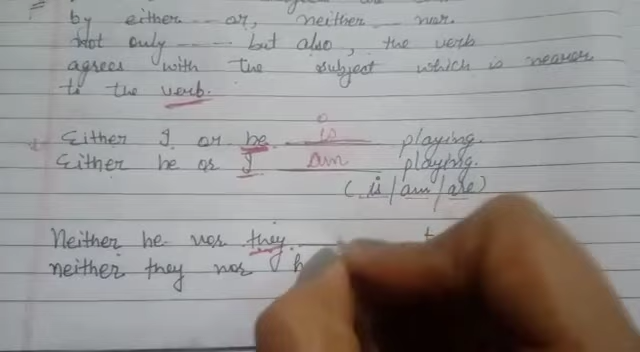 by either -- or, neither -- nor.
not only ---- but also, the verb
agrees with the subject which is nearer
to the verb.
Either I or he is playing.
Either he or I am playing.
(is/am/are)
Neither he nor they
neither they nor h